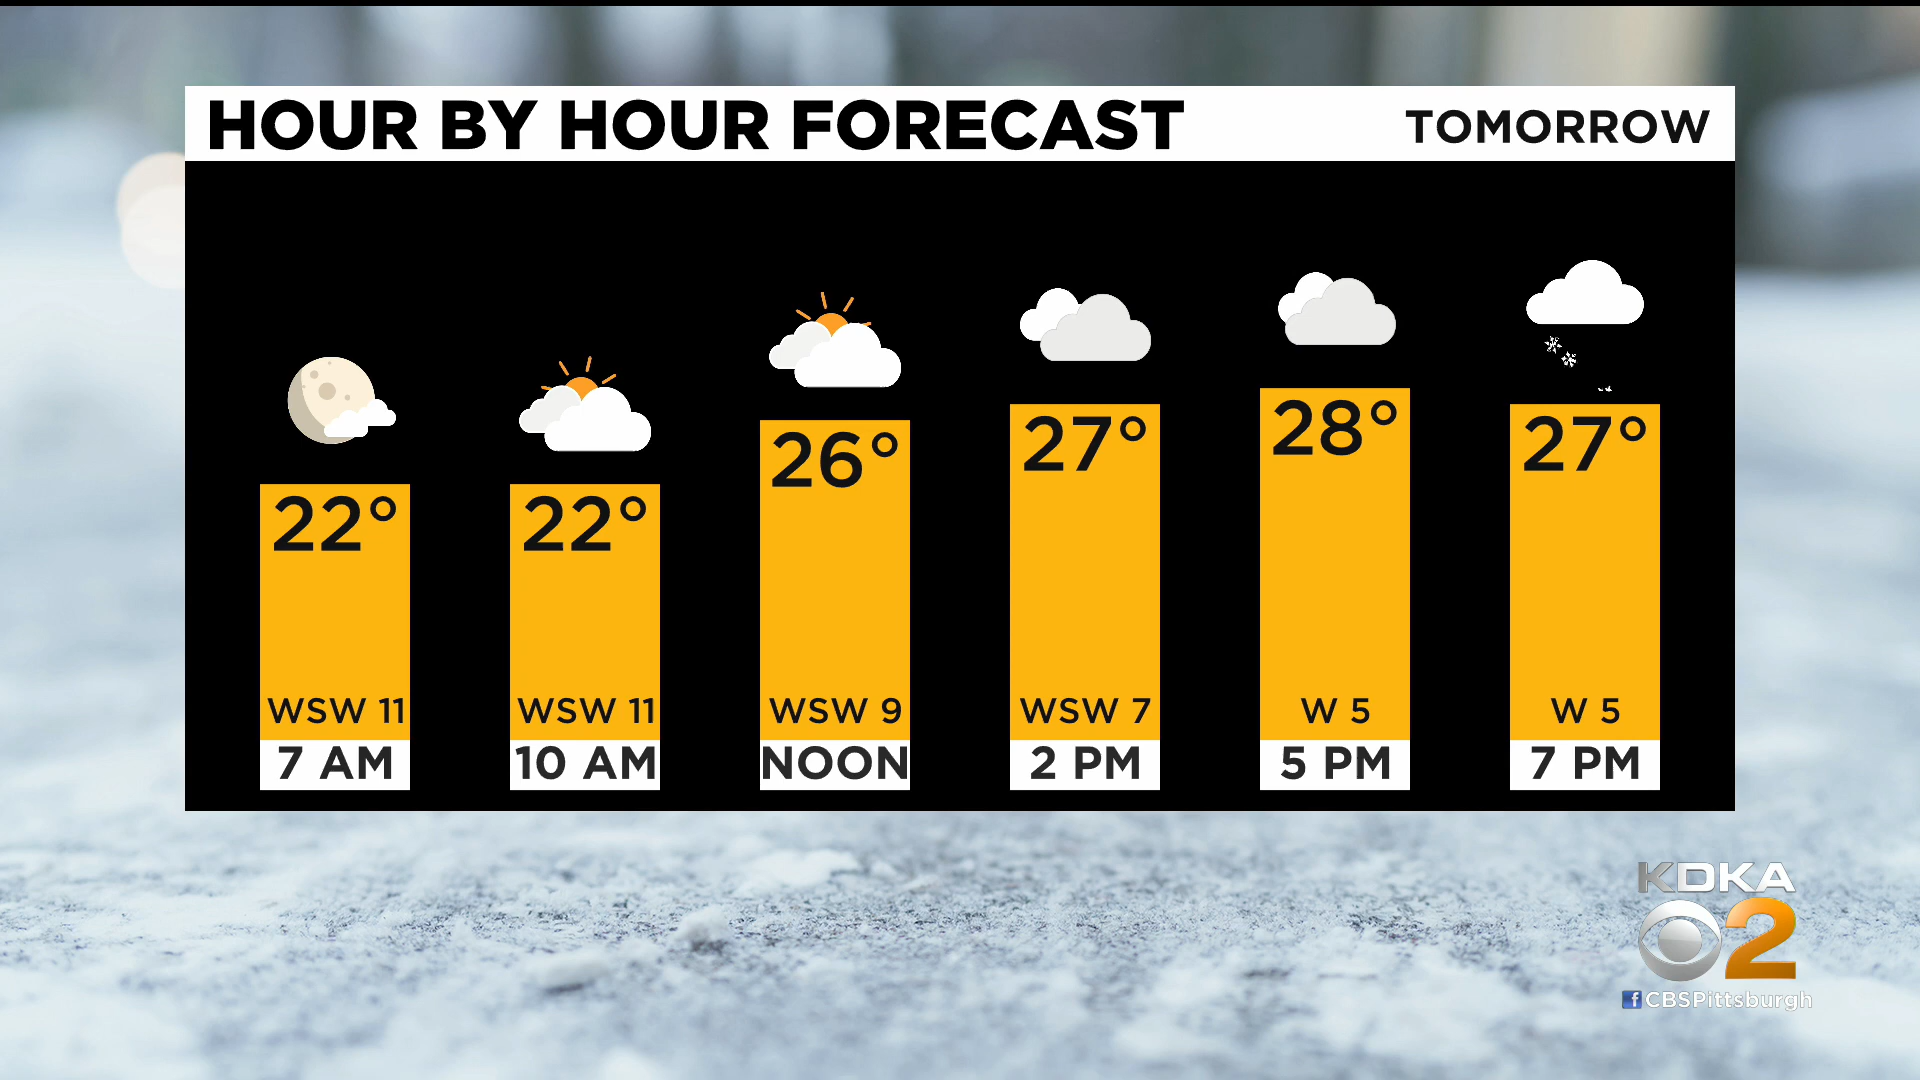 HOUR BY HOUR FORECAST TOMORROW
22° 22° 26° 27° 28° 27°
WSW 11 WSW 11 WSW 9 WSW 7 W 5 W 5
7 AM 10 AM NOON 2 PM 5 PM 7 PM
KDKA
2
f CBSPittsburgh